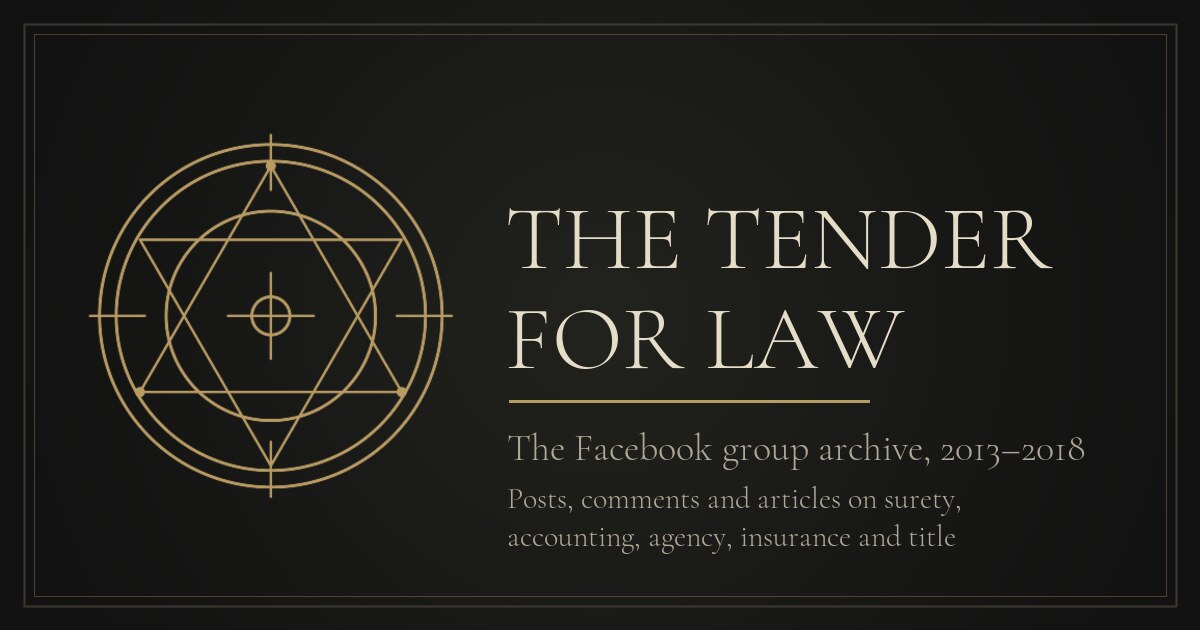 THE TENDER
FOR LAW
The Facebook group archive, 2013–2018
Posts, comments and articles on surety,
accounting, agency, insurance and title